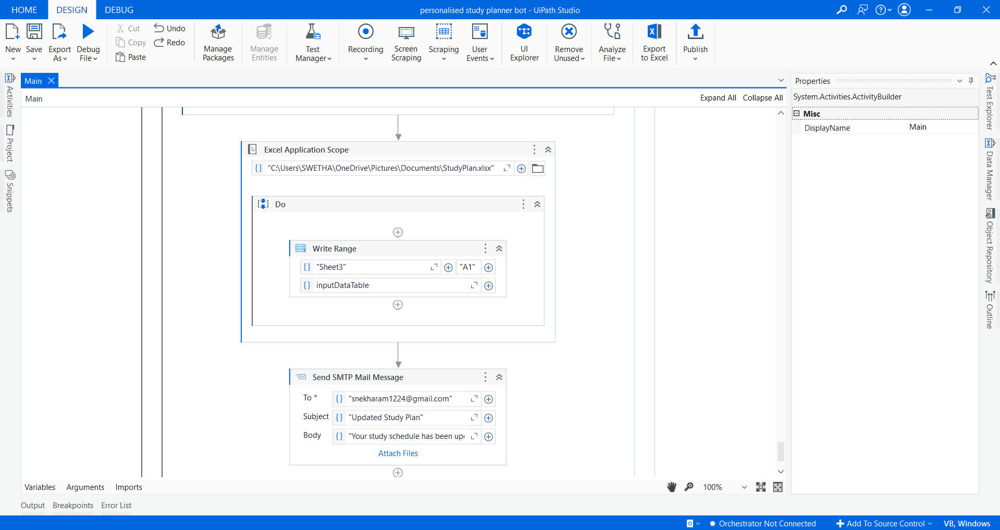 HOME DESIGN DEBUG
personalised study planner bot - UiPath Studio
New
Save
Export As
Debug File
Cut
Copy
Paste
Undo
Redo
Manage Packages
Manage Entities
Test Manager
Recording
Screen Scraping
Scraping
User Events
UI Explorer
Remove Unused
Analyze File
Export to Excel
Publish
Activities
Project
Snippets
Main
Main
Expand All Collapse All
Excel Application Scope
"C:\Users\SWETHA\OneDrive\Pictures\Documents\StudyPlan.xlsx"
Do
Write Range
"Sheet3" "A1"
inputDataTable
Send SMTP Mail Message
To * "snekharam1224@gmail.com"
Subject "Updated Study Plan"
Body "Your study schedule has been up
Attach Files
Properties
System.Activities.ActivityBuilder
Misc
DisplayName Main
Test Explorer
Data Manager
Object Repository
Outline
Variables Arguments Imports
100%
Output Breakpoints Error List
Orchestrator Not Connected
Add To Source Control
VB, Windows